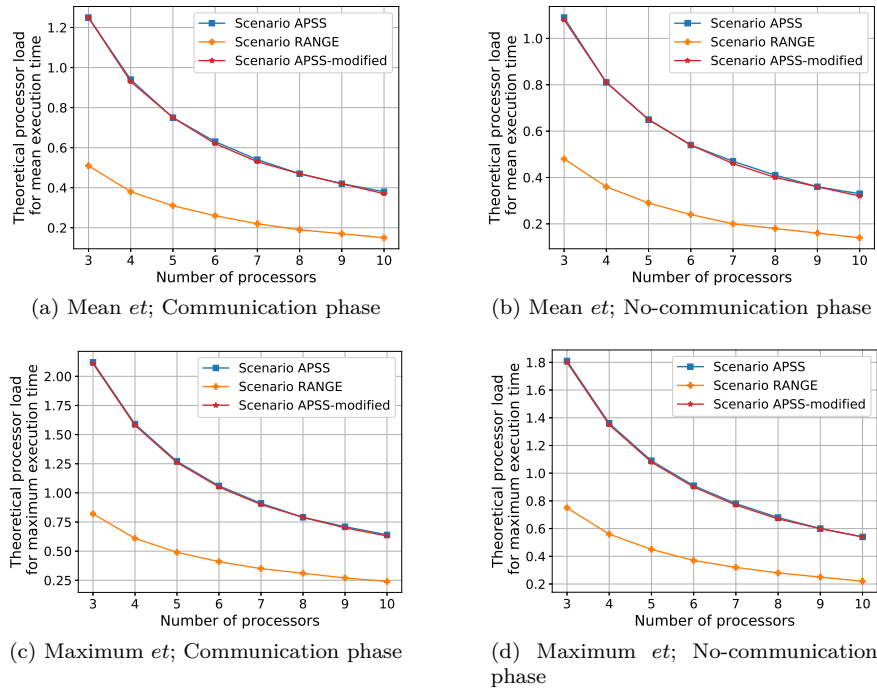 Theoretical processor load
for mean execution time
1.2
1.0
0.8
0.6
0.4
0.2
Scenario APSS
Scenario RANGE
Scenario APSS-modified
3 4 5 6 7 8 9 10
Number of processors
(a) Mean et; Communication phase
Theoretical processor load
for mean execution time
1.0
0.8
0.6
0.4
0.2
Scenario APSS
Scenario RANGE
Scenario APSS-modified
3 4 5 6 7 8 9 10
Number of processors
(b) Mean et; No-communication phase
Theoretical processor load
for maximum execution time
2.00
1.75
1.50
1.25
1.00
0.75
0.50
0.25
Scenario APSS
Scenario RANGE
Scenario APSS-modified
3 4 5 6 7 8 9 10
Number of processors
(c) Maximum et; Communication phase
Theoretical processor load
for maximum execution time
1.8
1.6
1.4
1.2
1.0
0.8
0.6
0.4
0.2
Scenario APSS
Scenario RANGE
Scenario APSS-modified
3 4 5 6 7 8 9 10
Number of processors
(d) Maximum et; No-communication
phase